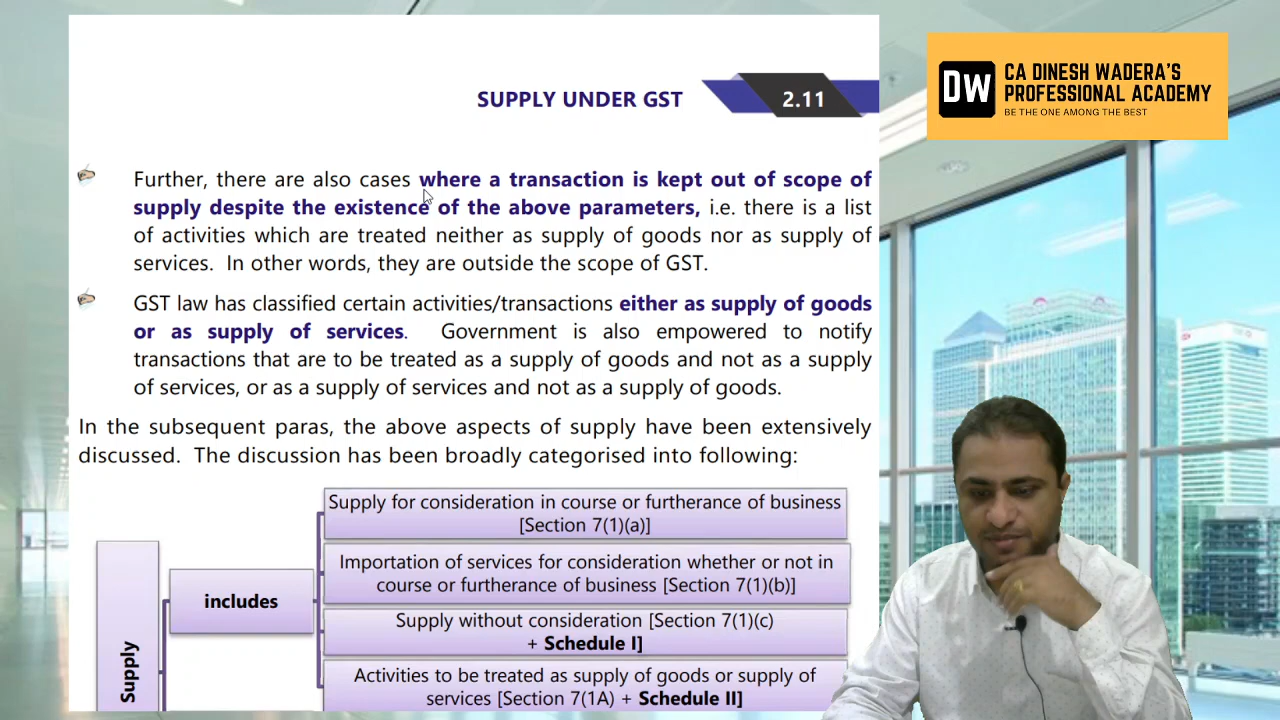 SUPPLY UNDER GST 2.11
DW
CA DINESH WADERA'S
PROFESSIONAL ACADEMY
BE THE ONE AMONG THE BEST
Further, there are also cases where a transaction is kept out of scope of
supply despite the existence of the above parameters, i.e. there is a list
of activities which are treated neither as supply of goods nor as supply of
services. In other words, they are outside the scope of GST.
GST law has classified certain activities/transactions either as supply of goods
or as supply of services. Government is also empowered to notify
transactions that are to be treated as a supply of goods and not as a supply
of services, or as a supply of services and not as a supply of goods.
In the subsequent paras, the above aspects of supply have been extensively
discussed. The discussion has been broadly categorised into following:
Supply
includes
Supply for consideration in course or furtherance of business
[Section 7(1)(a)]
Importation of services for consideration whether or not in
course or furtherance of business [Section 7(1)(b)]
Supply without consideration [Section 7(1)(c)
+ Schedule I]
Activities to be treated as supply of goods or supply of
services [Section 7(1A) + Schedule II]